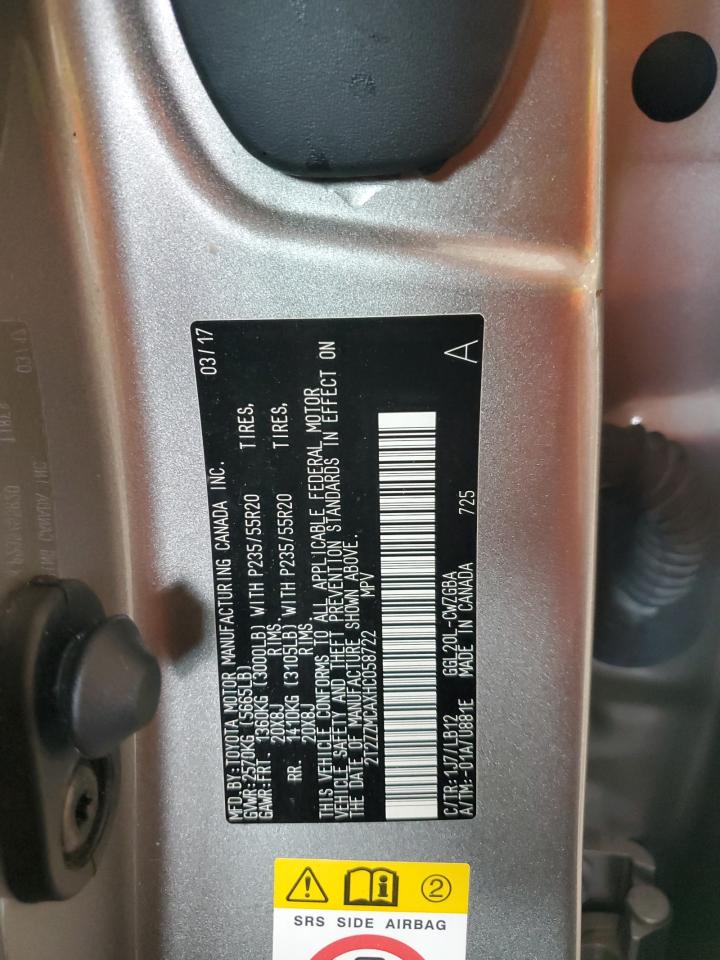 MFD.BY:TOYOTA MOTOR MANUFACTURING CANADA INC. 03/17
GVWR:2570KG (5665LB)
GAWR:FRT. 1360KG (3000LB) WITH P235/55R20 TIRES,
20X8J RIMS,
RR. 1410KG (3105LB) WITH P235/55R20 TIRES,
20X8J RIMS.
THIS VEHICLE CONFORMS TO ALL APPLICABLE FEDERAL MOTOR
VEHICLE SAFETY AND THEFT PREVENTION STANDARDS IN EFFECT ON
THE DATE OF MANUFACTURE SHOWN ABOVE.
2T2ZZMCAXHC058722 MPV
C/TR:1J7/LB12 GGL20L-CWZGBA 725 A
A/TM:-01A/U881E MADE IN CANADA
2
SRS SIDE AIRBAG